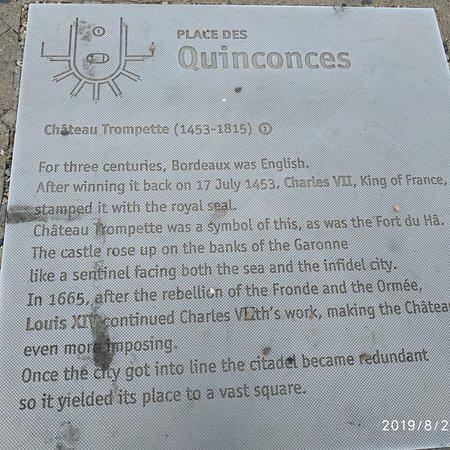 PLACE DES
Quinconces
Château Trompette (1453-1815) ①
For three centuries, Bordeaux was English.
After winning it back on 17 July 1453, Charles VII, King of France,
stamped it with the royal seal.
Château Trompette was a symbol of this, as was the Fort du Hâ.
The castle rose up on the banks of the Garonne
like a sentinel facing both the sea and the infidel city.
In 1665, after the rebellion of the Fronde and the Ormée,
Louis XIV continued Charles VIIth's work, making the Château
even more imposing.
Once the city got into line the citadel became redundant
so it yielded its place to a vast square.
2019/8/2